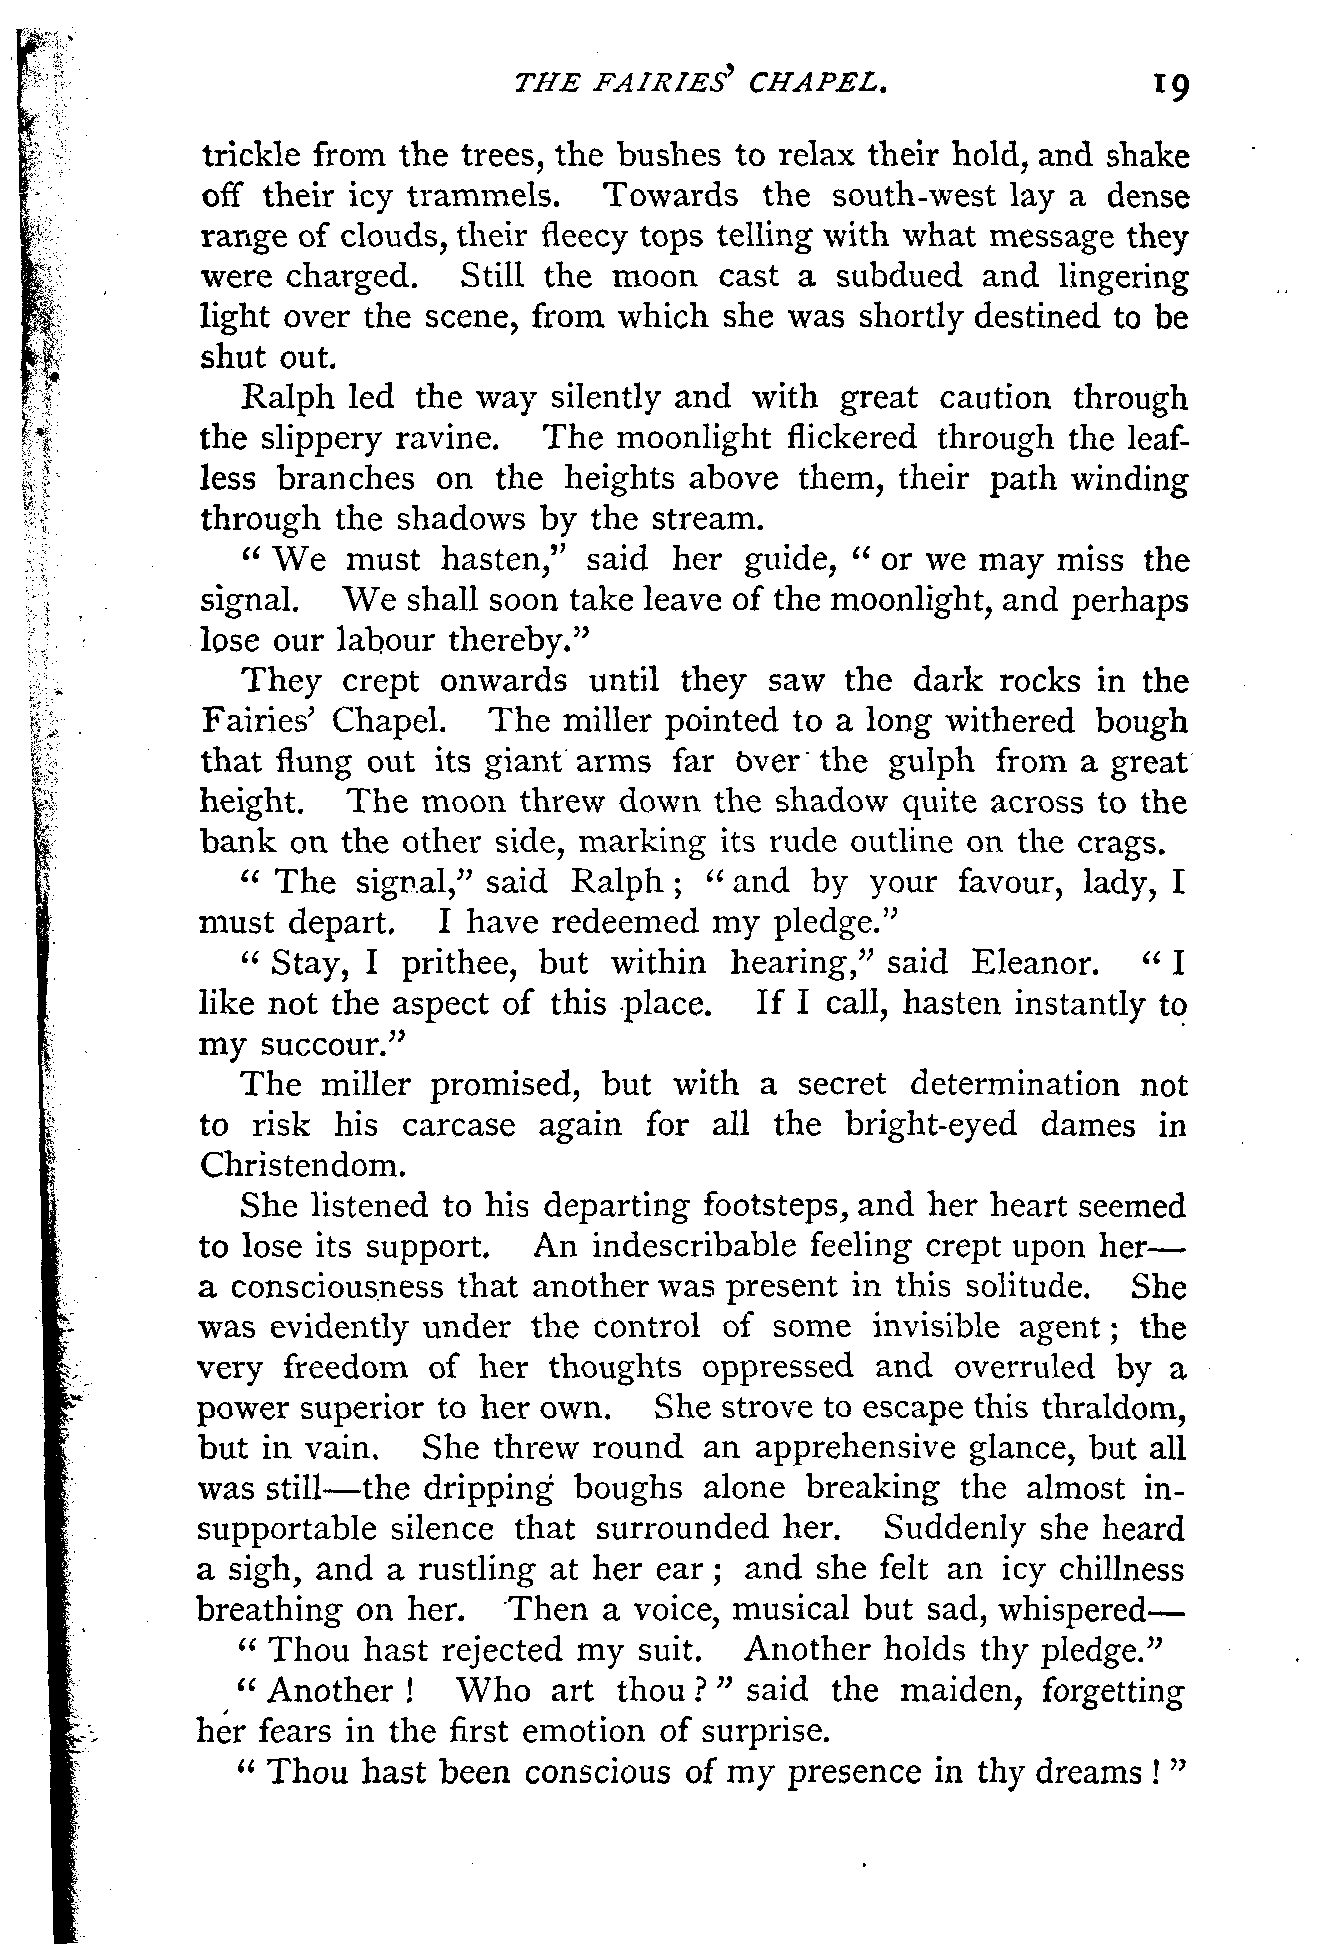 THE FAIRIES' CHAPEL. 19
trickle from the trees, the bushes to relax their hold, and shake
off their icy trammels. Towards the south-west lay a dense
range of clouds, their fleecy tops telling with what message they
were charged. Still the moon cast a subdued and lingering
light over the scene, from which she was shortly destined to be
shut out.
Ralph led the way silently and with great caution through
the slippery ravine. The moonlight flickered through the leaf-
less branches on the heights above them, their path winding
through the shadows by the stream.
“ We must hasten,” said her guide, “ or we may miss the
signal. We shall soon take leave of the moonlight, and perhaps
lose our labour thereby.”
They crept onwards until they saw the dark rocks in the
Fairies’ Chapel. The miller pointed to a long withered bough
that flung out its giant arms far over the gulph from a great
height. The moon threw down the shadow quite across to the
bank on the other side, marking its rude outline on the crags.
“ The signal,” said Ralph ; “ and by your favour, lady, I
must depart. I have redeemed my pledge.”
“ Stay, I prithee, but within hearing,” said Eleanor. “ I
like not the aspect of this place. If I call, hasten instantly to
my succour.”
The miller promised, but with a secret determination not
to risk his carcase again for all the bright-eyed dames in
Christendom.
She listened to his departing footsteps, and her heart seemed
to lose its support. An indescribable feeling crept upon her—
a consciousness that another was present in this solitude. She
was evidently under the control of some invisible agent ; the
very freedom of her thoughts oppressed and overruled by a
power superior to her own. She strove to escape this thraldom,
but in vain. She threw round an apprehensive glance, but all
was still—the dripping boughs alone breaking the almost in-
supportable silence that surrounded her. Suddenly she heard
a sigh, and a rustling at her ear ; and she felt an icy chillness
breathing on her. Then a voice, musical but sad, whispered—
“ Thou hast rejected my suit. Another holds thy pledge.”
“ Another ! Who art thou ? ” said the maiden, forgetting
her fears in the first emotion of surprise.
“ Thou hast been conscious of my presence in thy dreams ! ”